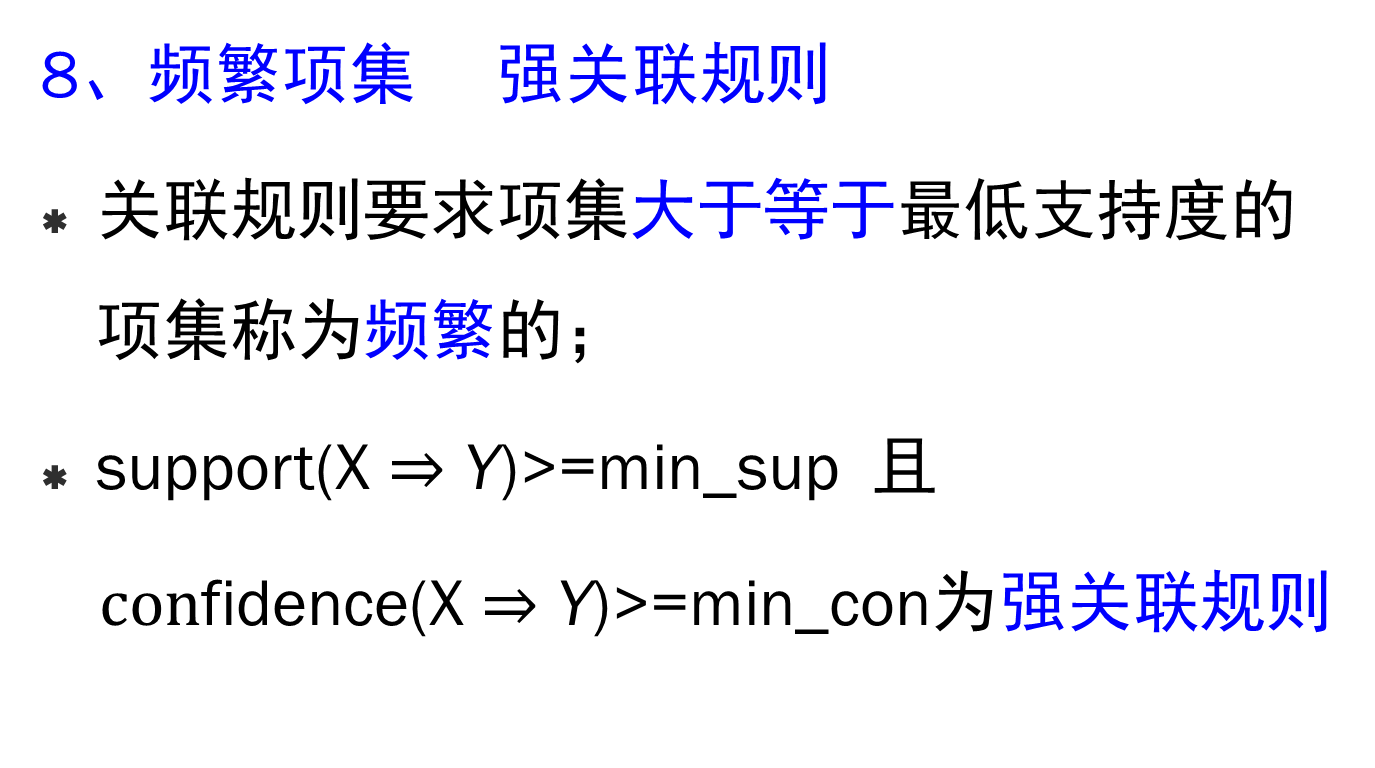 8、频繁项集 强关联规则
* 关联规则要求项集大于等于最低支持度的
项集称为频繁的；
* support(X ⇒ Y)>=min_sup 且
confidence(X ⇒ Y)>=min_con为强关联规则